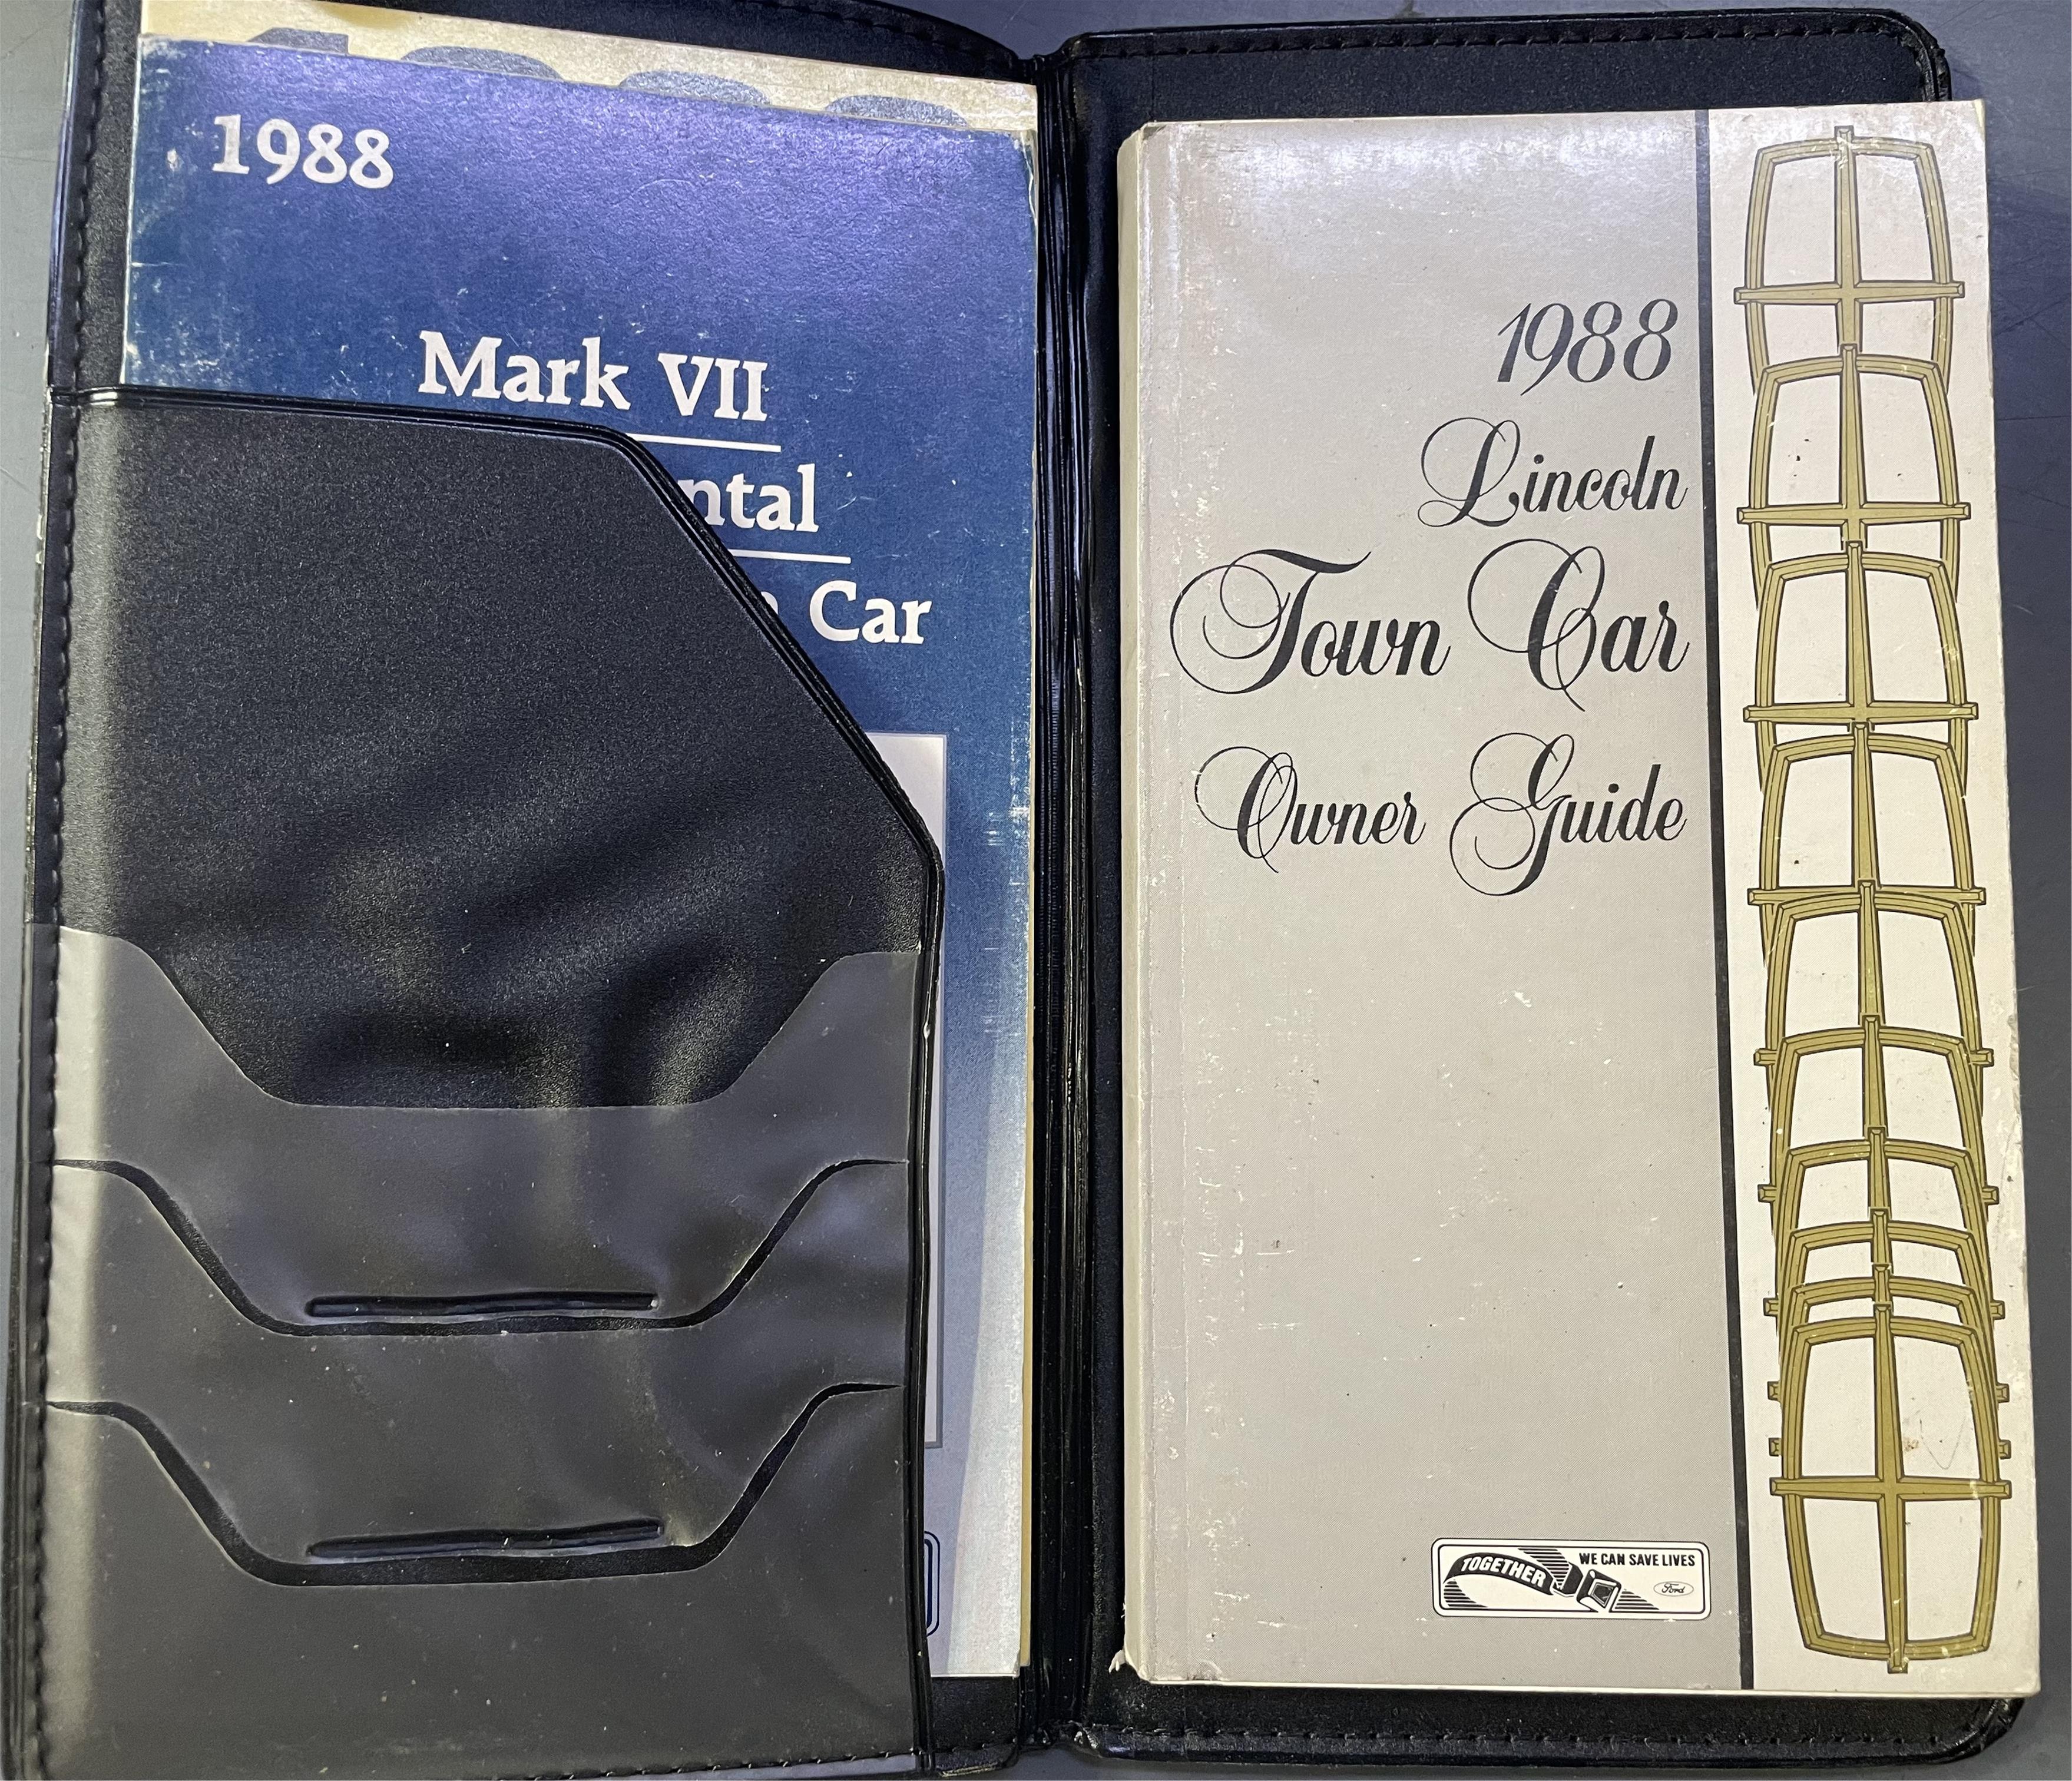 1988
Mark VII
ntal
Car
1988
Lincoln
Town Car
Owner Guide
TOGETHER
WE CAN SAVE LIVES
Ford